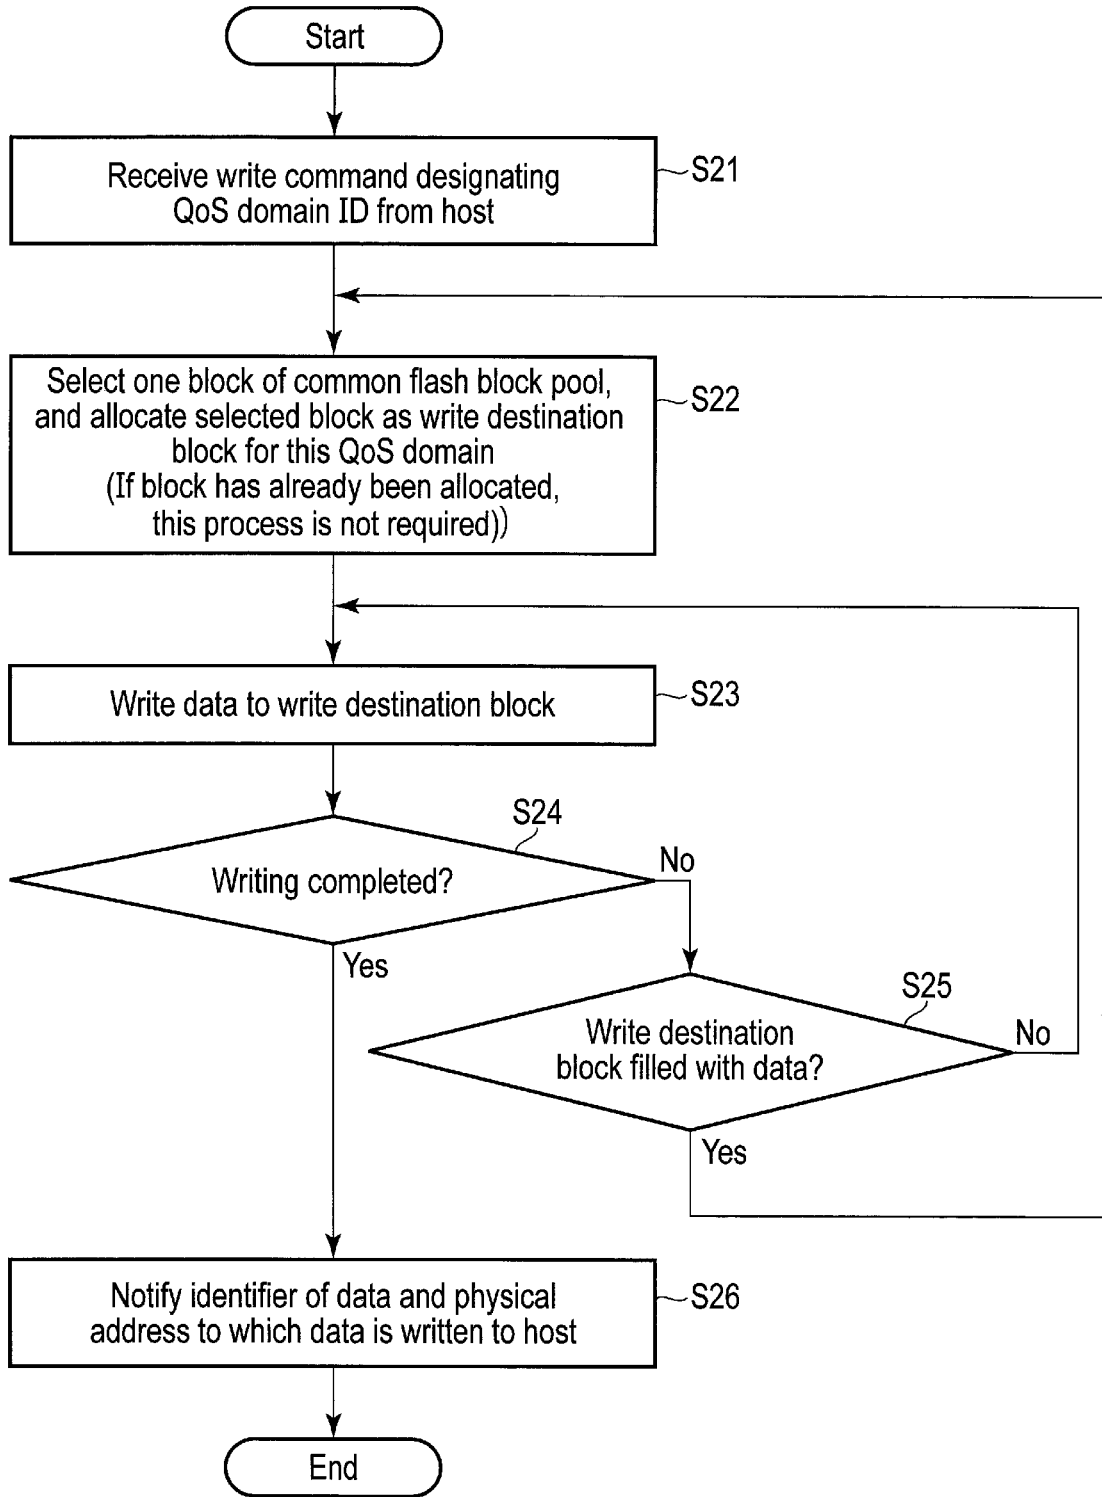 Start
Receive write command designating
QoS domain ID from host
S21
Select one block of common flash block pool,
and allocate selected block as write destination
block for this QoS domain
(If block has already been allocated,
this process is not required))
S22
Write data to write destination block
S23
S24
Writing completed?
No
Yes
S25
Write destination
block filled with data?
No
Yes
Notify identifier of data and physical
address to which data is written to host
S26
End